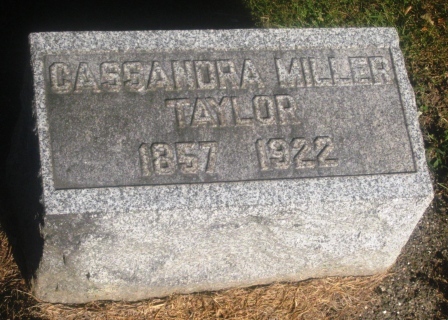 CASSANDRA MILLER
TAYLOR
1857 1922